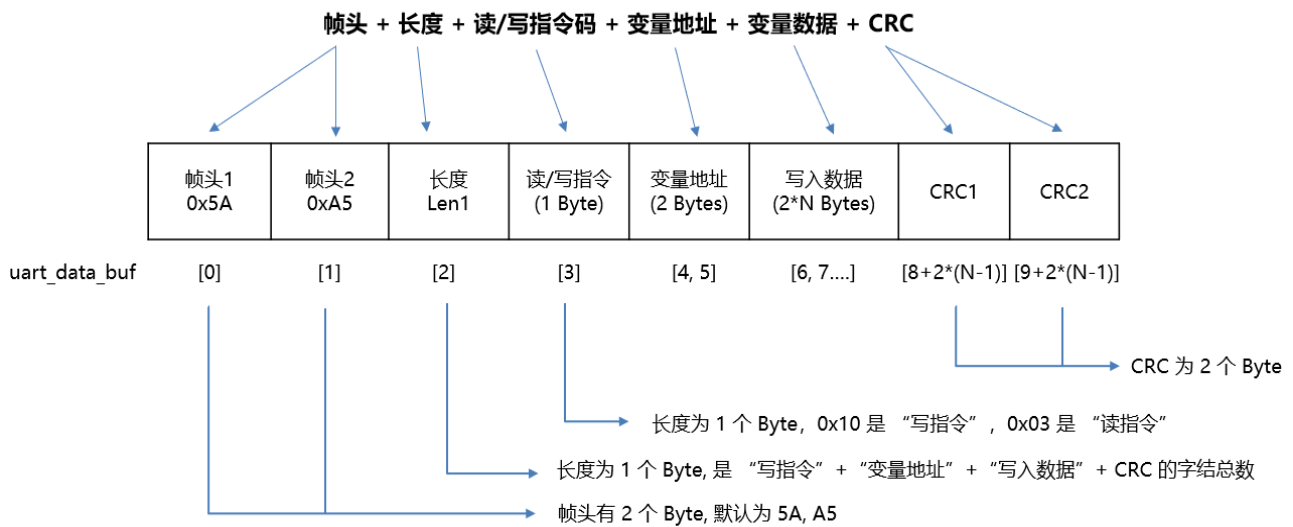 帧头 + 长度 + 读/写指令码 + 变量地址 + 变量数据 + CRC
帧头1
0x5A
帧头2
0xA5
长度
Len1
读/写指令
(1 Byte)
变量地址
(2 Bytes)
写入数据
(2*N Bytes)
CRC1
CRC2
uart_data_buf [0] [1] [2] [3] [4, 5] [6, 7....] [8+2*(N-1)] [9+2*(N-1)]
CRC 为 2 个 Byte
长度为 1 个 Byte，0x10 是 “写指令”，0x03 是 “读指令”
长度为 1 个 Byte, 是 “写指令” + “变量地址” + “写入数据” + CRC 的字结总数
帧头有 2 个 Byte, 默认为 5A, A5